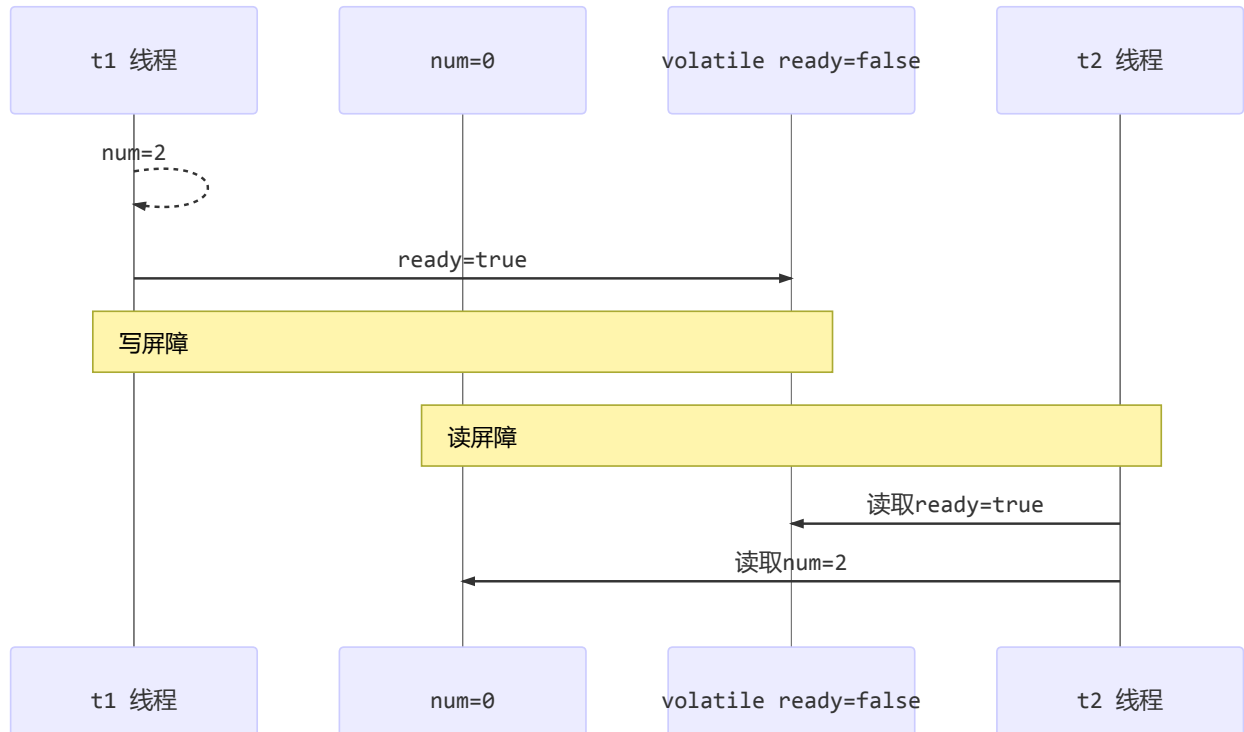 t1 线程
num=0
volatile ready=false
t2 线程
num=2
ready=true
写屏障
读屏障
读取ready=true
读取num=2
t1 线程
num=0
volatile ready=false
t2 线程